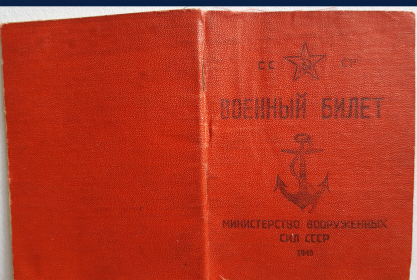 СС СР
ВОЕННЫЙ БИЛЕТ
МИНИСТЕРСТВО ВООРУЖЕННЫХ
СИЛ СССР